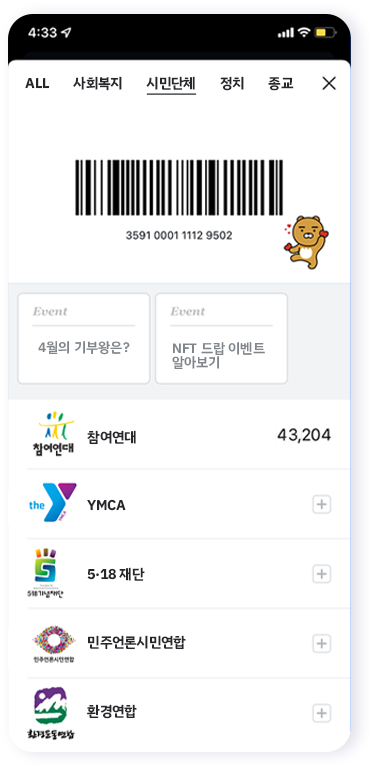 4:33
ALL 사회복지 시민단체 정치 종교
3591 0001 1112 9502
Event
4월의 기부왕은?
Event
NFT 드랍 이벤트
알아보기
참여연대
참여연대 43,204
the
YMCA
5·18 재단
518기념재단
민주언론시민연합
민주언론시민연합
환경연합
환경운동연합